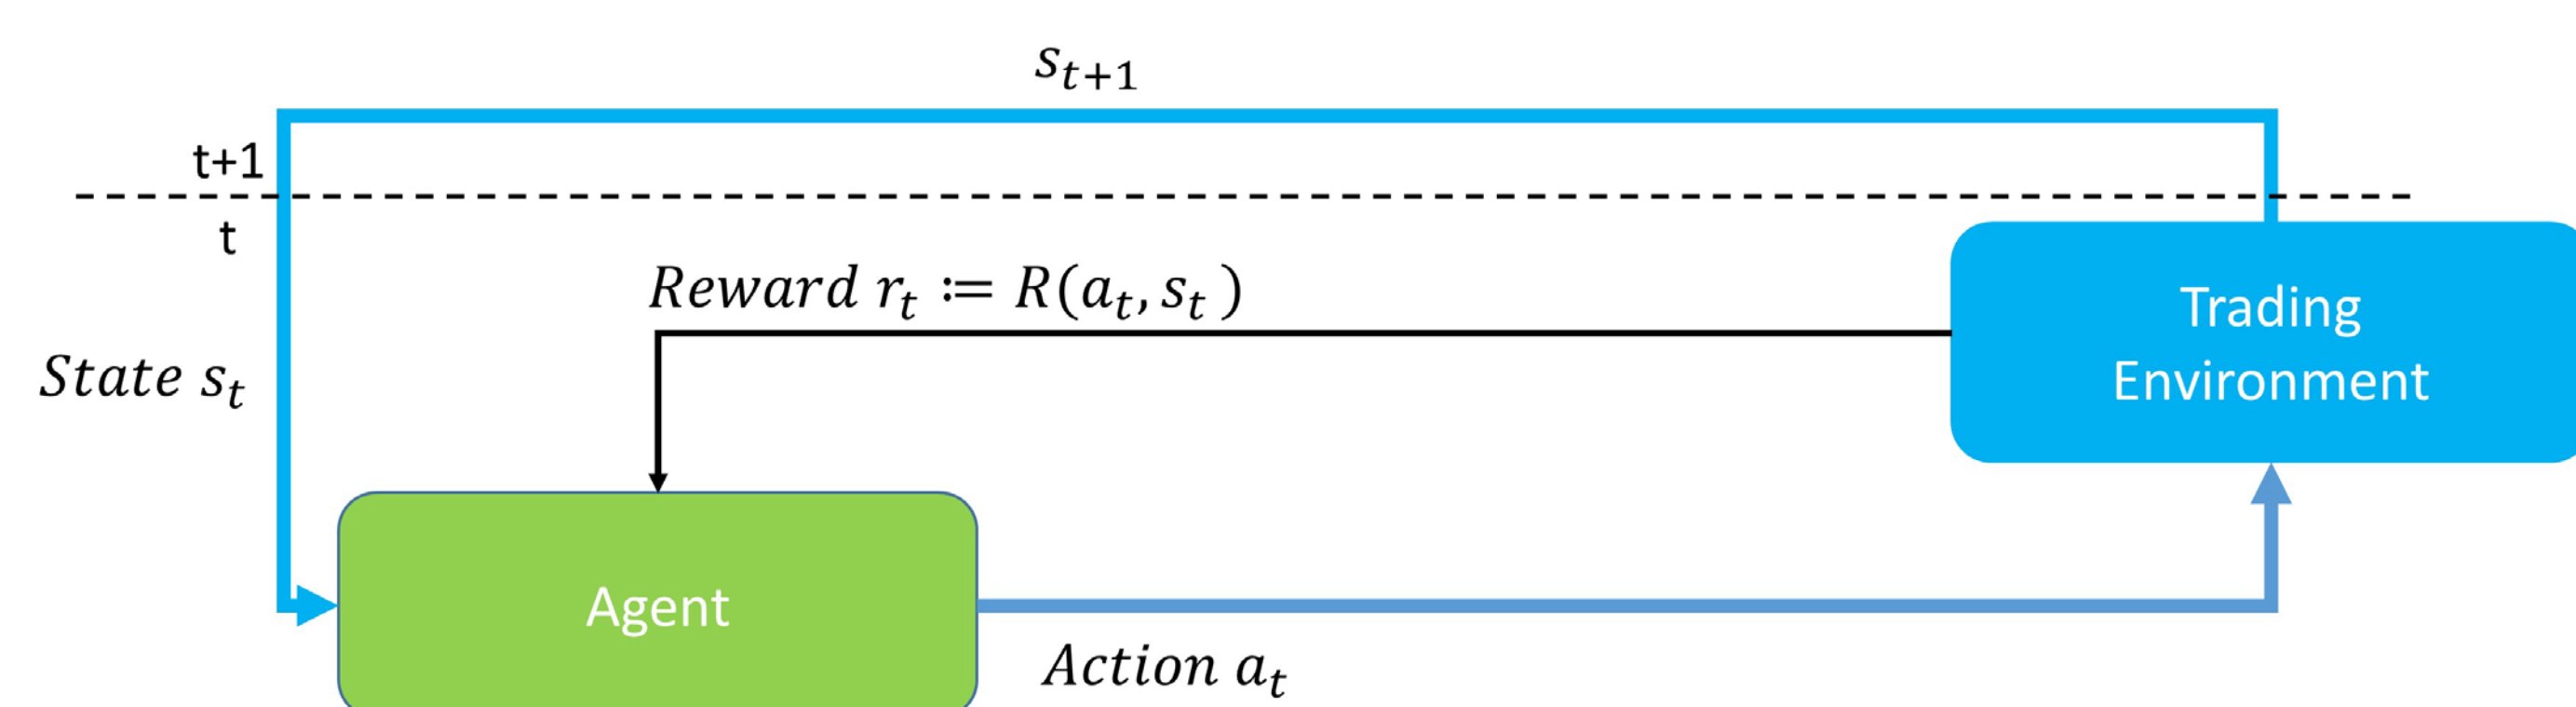 s_{t+1}
t+1
t
Reward r_t ≔ R(a_t, s_t )
Trading
Environment
State s_t
Agent
Action a_t